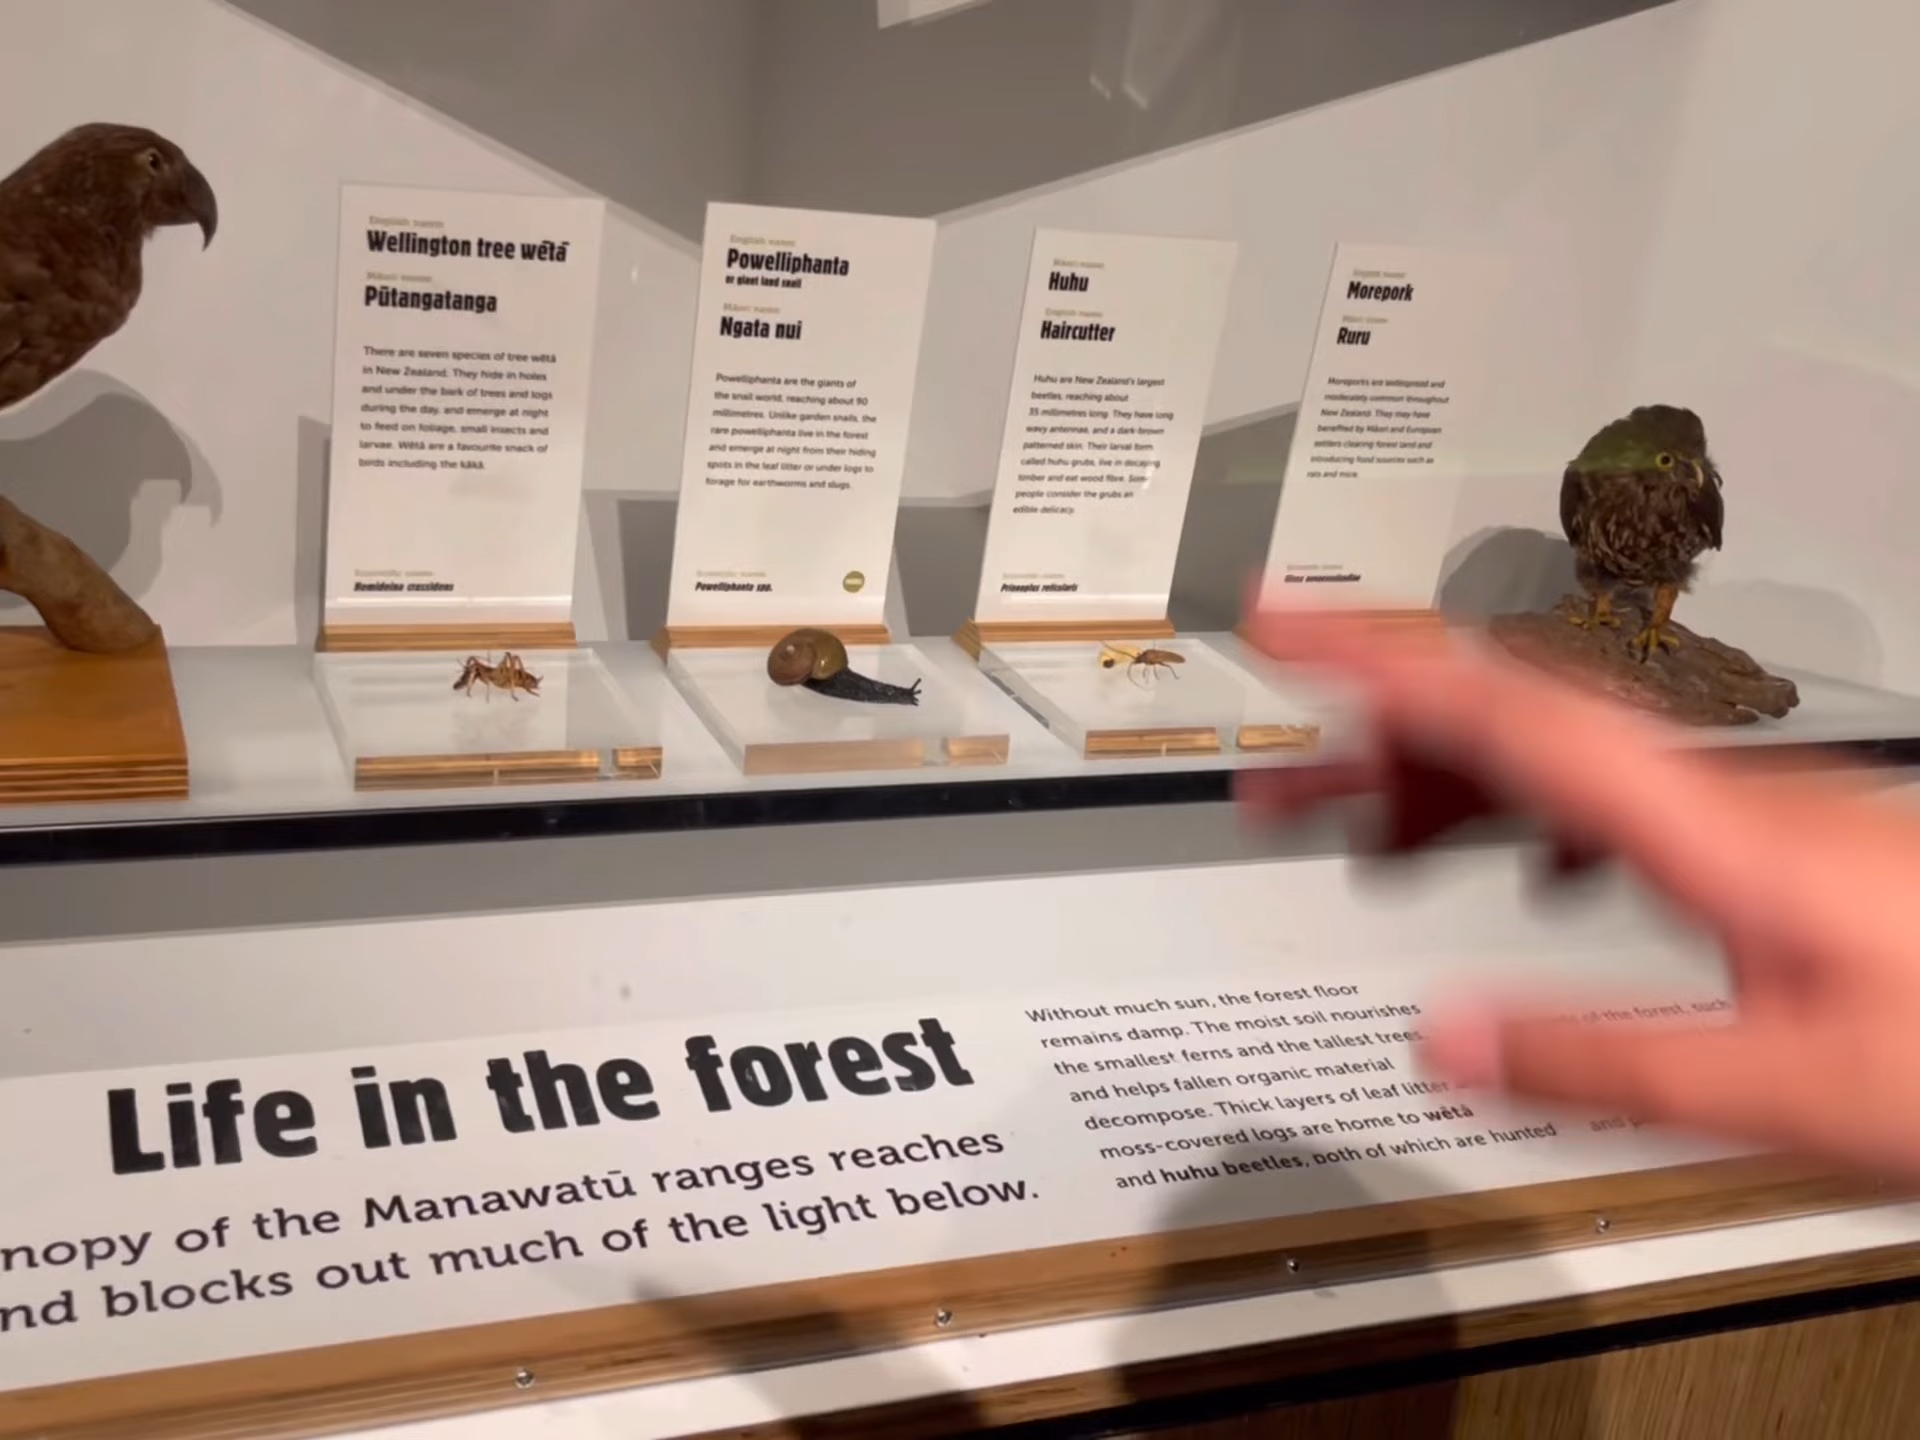 English name
Wellington tree wētā
Māori name
Pūtangatanga
There are seven species of tree wētā
in New Zealand. They hide in holes
and under the bark of trees and logs
during the day, and emerge at night
to feed on foliage, small insects and
larvae. Wētā are a favourite snack of
birds including the kākā.
Scientific name
Hemideina crassidens
English name
Powelliphanta
or giant land snail
Māori name
Ngata nui
Powelliphanta are the giants of
the snail world, reaching about 90
millimetres. Unlike garden snails, the
rare powelliphanta live in the forest
and emerge at night from their hiding
spots in the leaf litter or under logs to
forage for earthworms and slugs.
Scientific name
Powelliphanta spp.
Māori name
Huhu
English name
Haircutter
Huhu are New Zealand's largest
beetles, reaching about
35 millimetres long. They have long
wavy antennae, and a dark-brown
patterned skin. Their larval form,
called huhu grubs, live in decaying
timber and eat wood fibre. Some
people consider the grubs an
edible delicacy.
Scientific name
Prionoplus reticularis
English name
Morepork
Māori name
Ruru
Moreporks are widespread and
moderately common throughout
New Zealand. They may have
benefited by Māori and European
settlers clearing forest land and
introducing food sources such as
rats and mice.
Scientific name
Life in the forest
nopy of the Manawatū ranges reaches
nd blocks out much of the light below.
Without much sun, the forest floor
remains damp. The moist soil nourishes
the smallest ferns and the tallest trees
and helps fallen organic material
decompose. Thick layers of leaf litter
moss-covered logs are home to wētā
and huhu beetles, both of which are hunted
of the forest, such
and